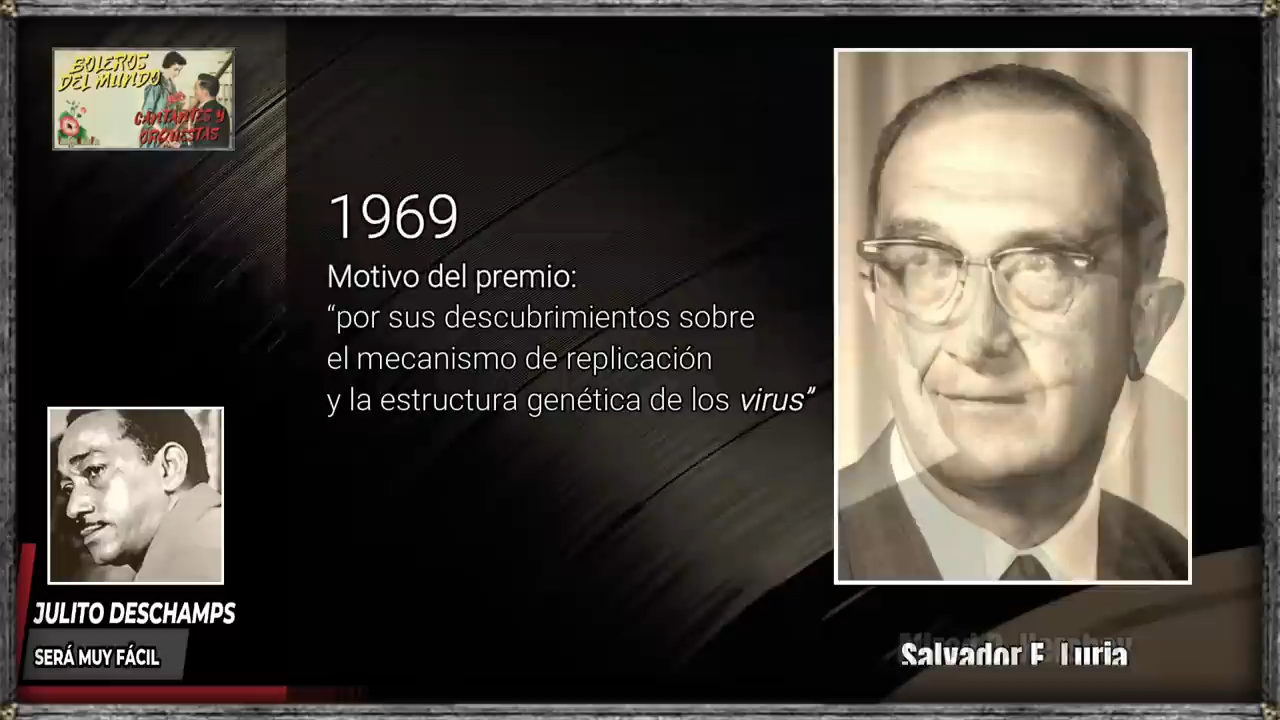 BOLEROS
DEL MUNDO
CANTANTES Y
ORQUESTAS
1969
Motivo del premio:
“por sus descubrimientos sobre
el mecanismo de replicación
y la estructura genética de los virus”
JULITO DESCHAMPS
SERÁ MUY FÁCIL
Salvador E. Luria